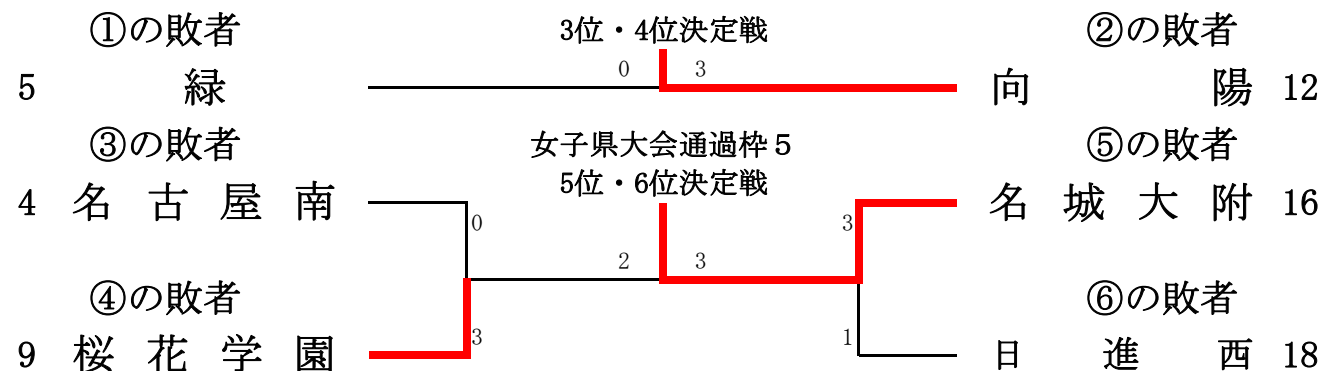 ①の敗者 3位・4位決定戦 ②の敗者
0 3
5 緑 向陽 12
③の敗者 女子県大会通過枠5 ⑤の敗者
5位・6位決定戦
4 名古屋南 名城大附 16
0 3
2 3
④の敗者 ⑥の敗者
3 1
9 桜花学園 日進西 18